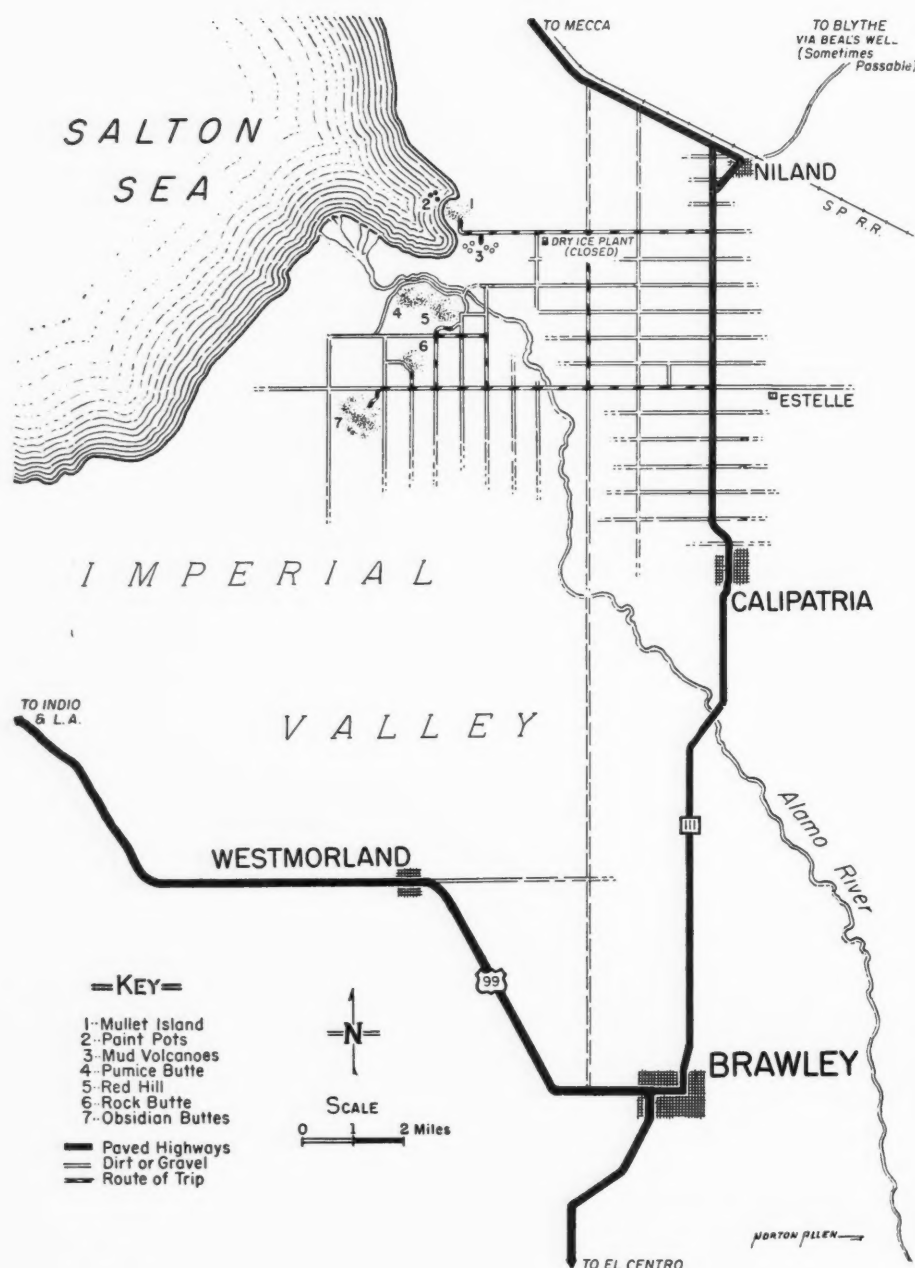 TO MECCA
TO BLYTHE
VIA BEAL'S WELL
(Sometimes
Passable)
SALTON
SEA
NILAND
S.P. R.R.
2
1
3
DRY ICE PLANT
(CLOSED)
4
5
6
7
ESTELLE
IMPERIAL
CALIPATRIA
TO INDIO
& L.A.
VALLEY
111
Alamo River
WESTMORLAND
99
KEY
1··Mullet Island
2··Paint Pots
3··Mud Volcanoes
4··Pumice Butte
5··Red Hill
6··Rock Butte
7··Obsidian Buttes
N
SCALE
0 1 2 Miles
BRAWLEY
Paved Highways
Dirt or Gravel
Route of Trip
NORTON ALLEN
TO EL CENTRO